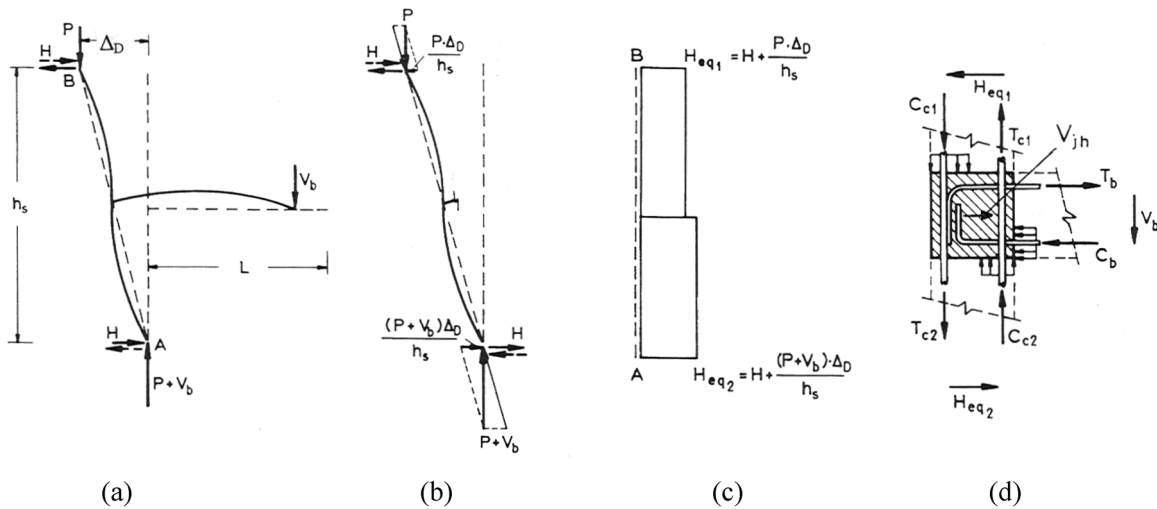 P
Δ_D
H
B
h_s
V_b
L
H
A
P+V_b
(a)
P
P·Δ_D
h_s
H
(P+V_b)Δ_D
h_s
H
P+V_b
(b)
B
H_eq1 = H + P·Δ_D
h_s
A
H_eq2 = H + (P+V_b)·Δ_D
h_s
(c)
H_eq1
C_c1
T_c1
V_jh
T_b
V_b
C_b
T_c2
C_c2
H_eq2
(d)